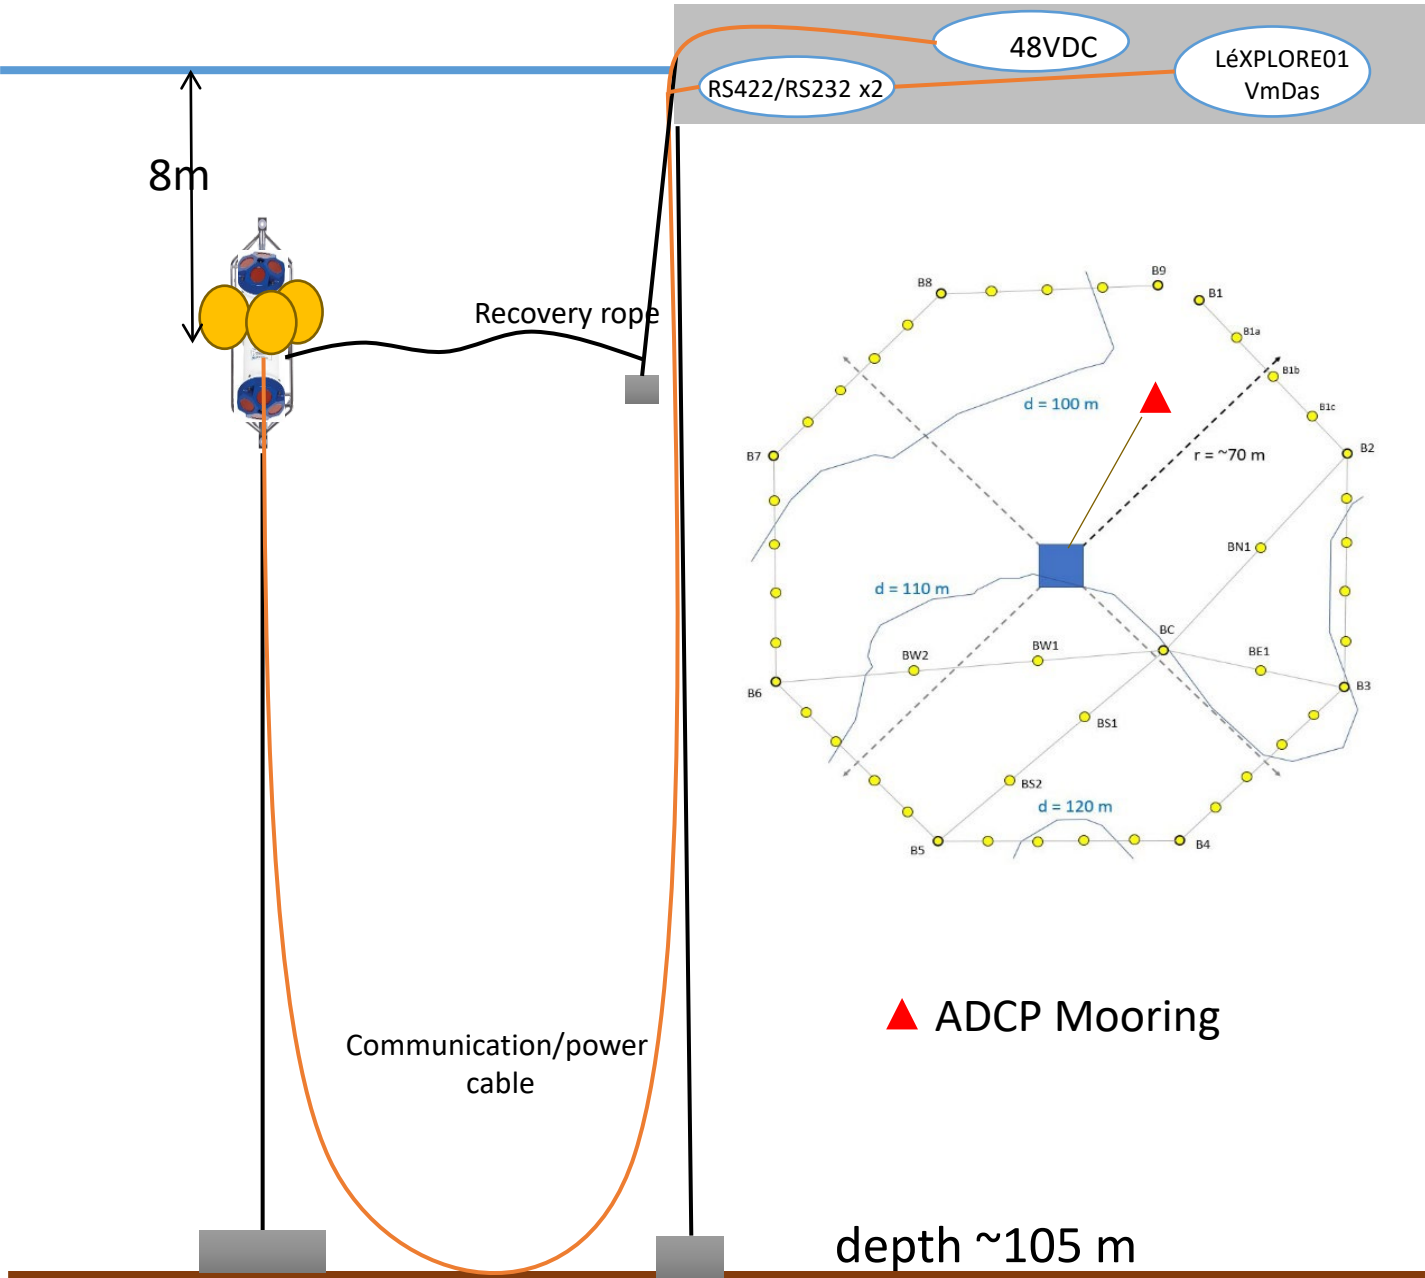 48VDC
LéXPLORE01
VmDas
RS422/RS232 x2
8m
Recovery rope
B8
B9
B1
B1a
B1b
B1c
d = 100 m
B7
r = ~70 m
B2
BN1
d = 110 m
BC
BW2
BW1
BE1
B6
B3
BS1
BS2
d = 120 m
B5
B4
ADCP Mooring
Communication/power
cable
depth ~105 m